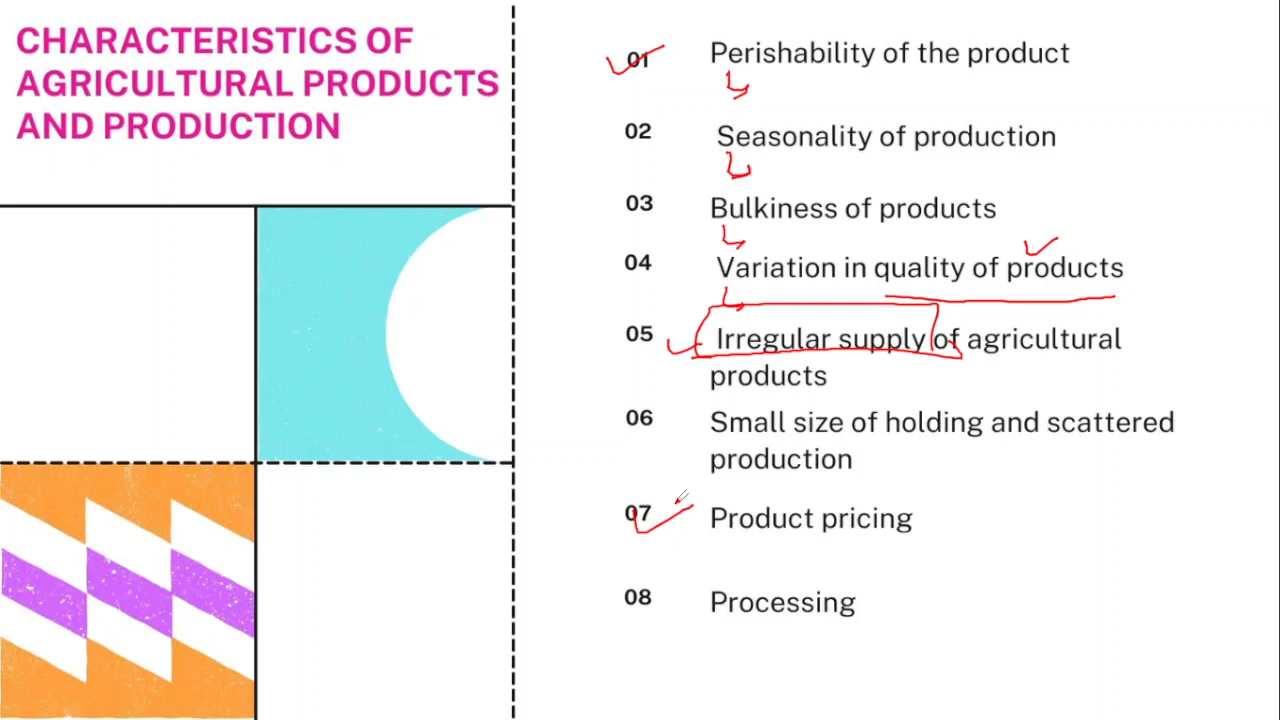 CHARACTERISTICS OF
AGRICULTURAL PRODUCTS
AND PRODUCTION
01 Perishability of the product
02 Seasonality of production
03 Bulkiness of products
04 Variation in quality of products
05 Irregular supply of agricultural
products
06 Small size of holding and scattered
production
07 Product pricing
08 Processing